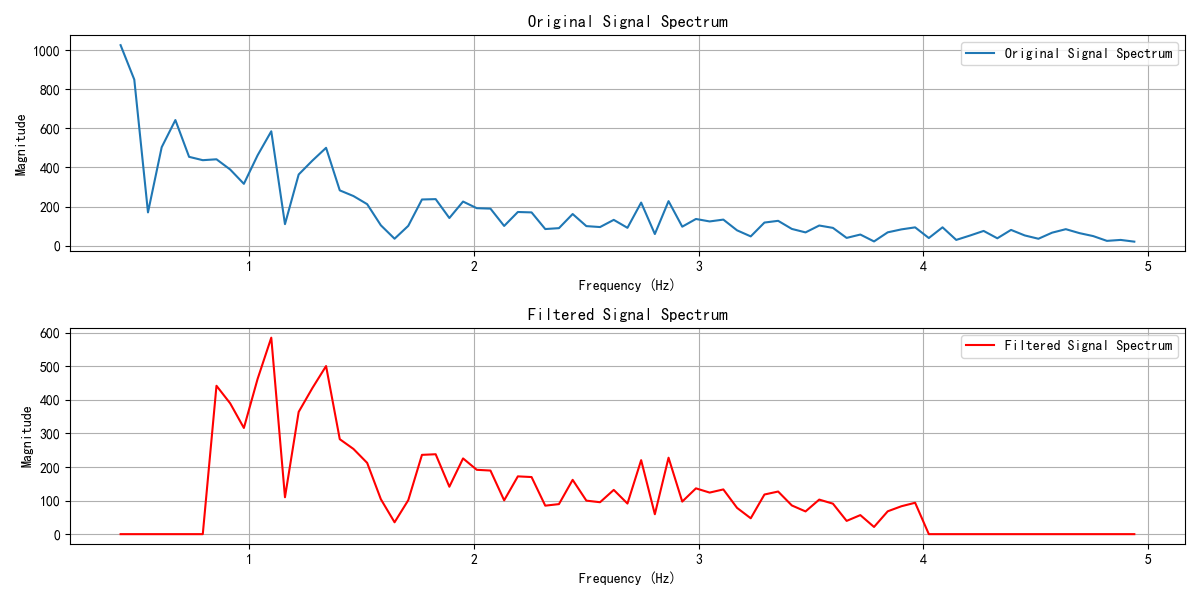 Original Signal Spectrum
1000
800
600
400
200
0
Magnitude
Original Signal Spectrum
1 2 3 4 5
Frequency (Hz)
Filtered Signal Spectrum
600
500
400
300
200
100
0
Magnitude
Filtered Signal Spectrum
1 2 3 4 5
Frequency (Hz)